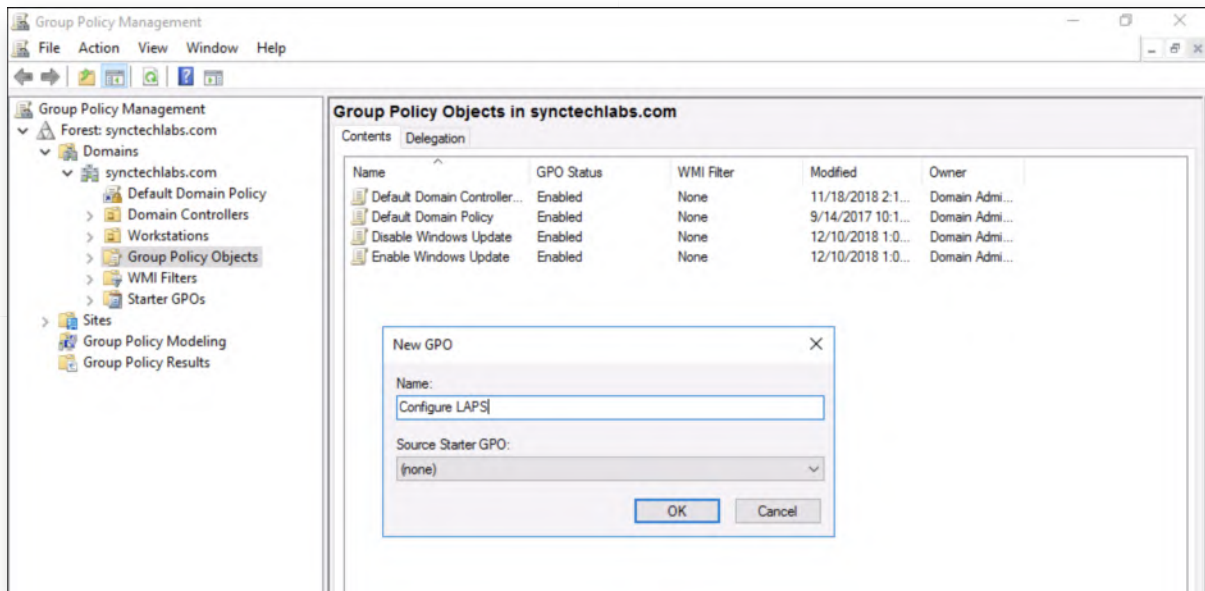 Group Policy Management
File Action View Window Help
Group Policy Management
Forest: synctechlabs.com
Domains
synctechlabs.com
Default Domain Policy
Domain Controllers
Workstations
Group Policy Objects
WMI Filters
Starter GPOs
Sites
Group Policy Modeling
Group Policy Results
Group Policy Objects in synctechlabs.com
Contents Delegation
Name GPO Status WMI Filter Modified Owner
Default Domain Controller... Enabled None 11/18/2018 2:1... Domain Admi...
Default Domain Policy Enabled None 9/14/2017 10:1... Domain Admi...
Disable Windows Update Enabled None 12/10/2018 1:0... Domain Admi...
Enable Windows Update Enabled None 12/10/2018 1:0... Domain Admi...
New GPO
Name:
Configure LAPS
Source Starter GPO:
(none)
OK Cancel